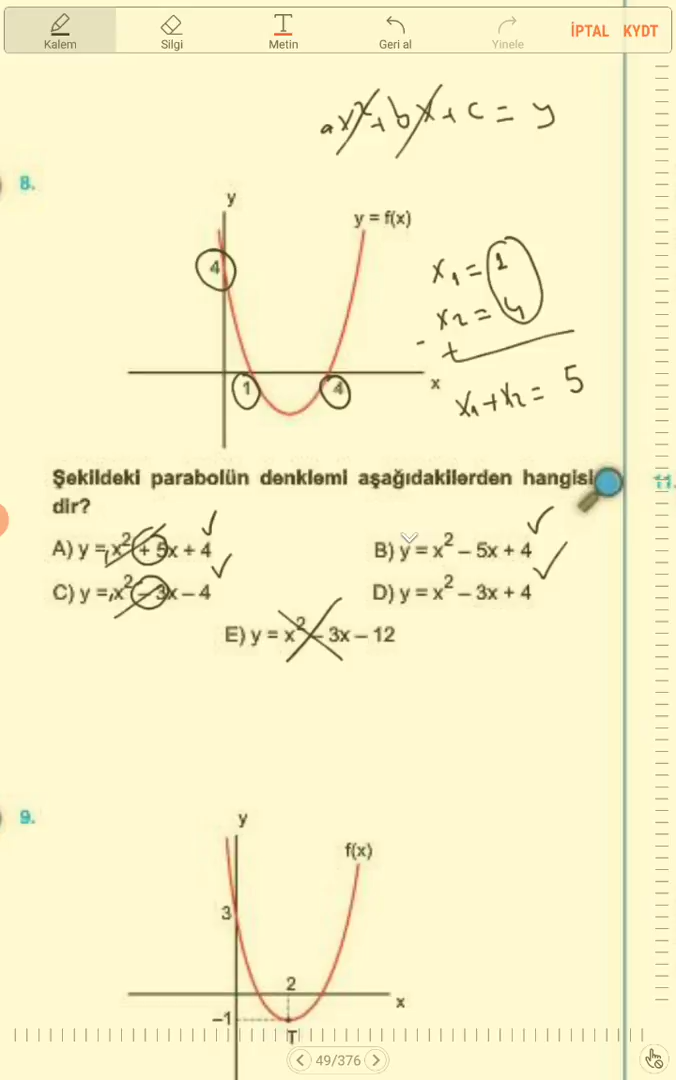 Kalem Silgi Metin Geri al Yinele İPTAL KYDT
ax²+bx+c=y
8.
y
y = f(x)
4
x₁ = 1
x₂ = 4
- +
1 4 x
x₁+x₂ = 5
Şekildeki parabolün denklemi aşağıdakilerden hangisi
dir?
11.
A) y = x² + 5x + 4 B) y = x² – 5x + 4
C) y = x² – 3x – 4 D) y = x² – 3x + 4
E) y = x² – 3x – 12
9.
y
f(x)
3
2
x
–1
T
49/376